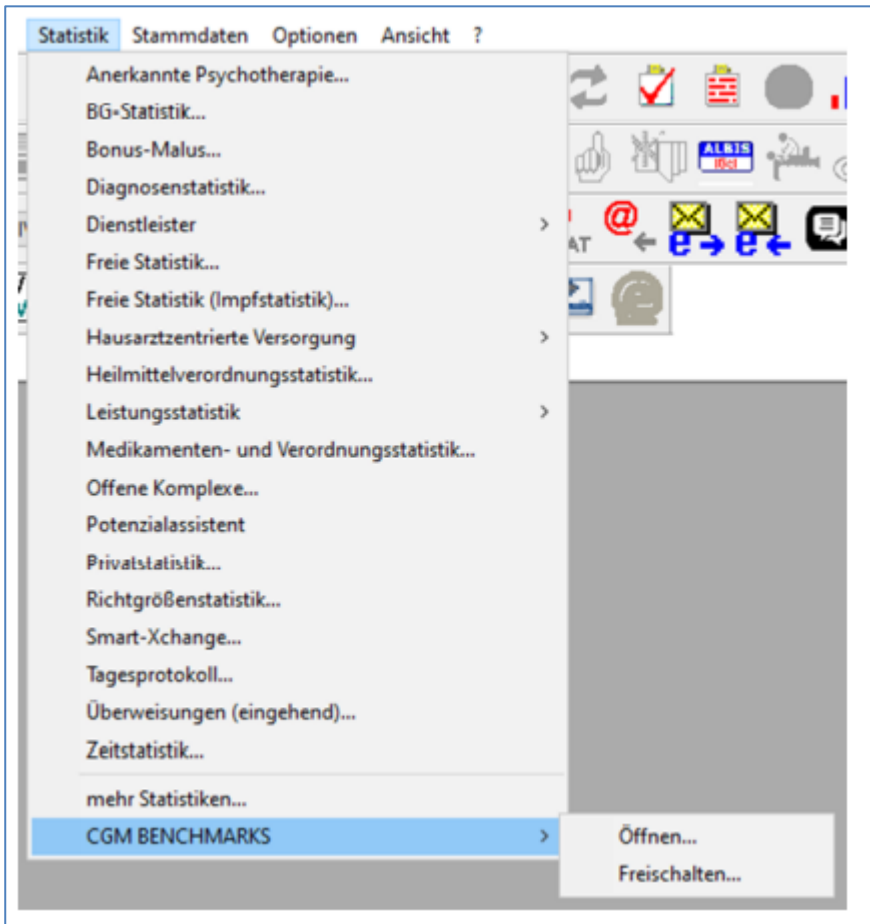 Statistik Stammdaten Optionen Ansicht ?
Anerkannte Psychotherapie...
BG-Statistik...
Bonus-Malus...
ALBIS
Diagnosenstatistik...
Dienstleister
Freie Statistik...
Freie Statistik (Impfstatistik)...
Hausarztzentrierte Versorgung
Heilmittelverordnungsstatistik...
Leistungsstatistik
Medikamenten- und Verordnungsstatistik...
Offene Komplexe...
Potenzialassistent
Privatstatistik...
Richtgrößenstatistik...
Smart-Xchange...
Tagesprotokoll...
Überweisungen (eingehend)...
Zeitstatistik...
mehr Statistiken...
CGM BENCHMARKS
Öffnen...
Freischalten...